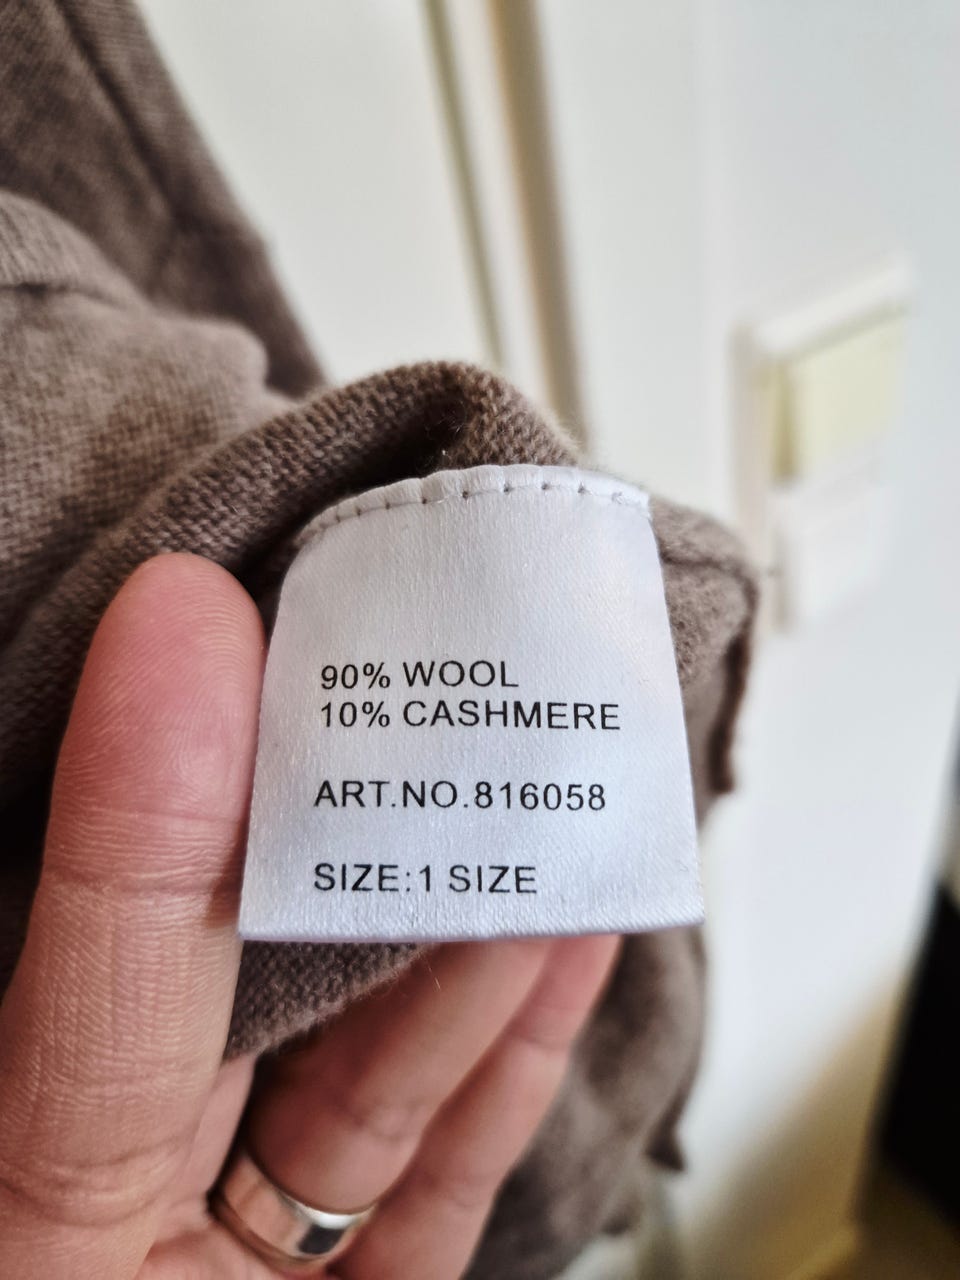 90% WOOL
10% CASHMERE
ART.NO.816058
SIZE:1 SIZE